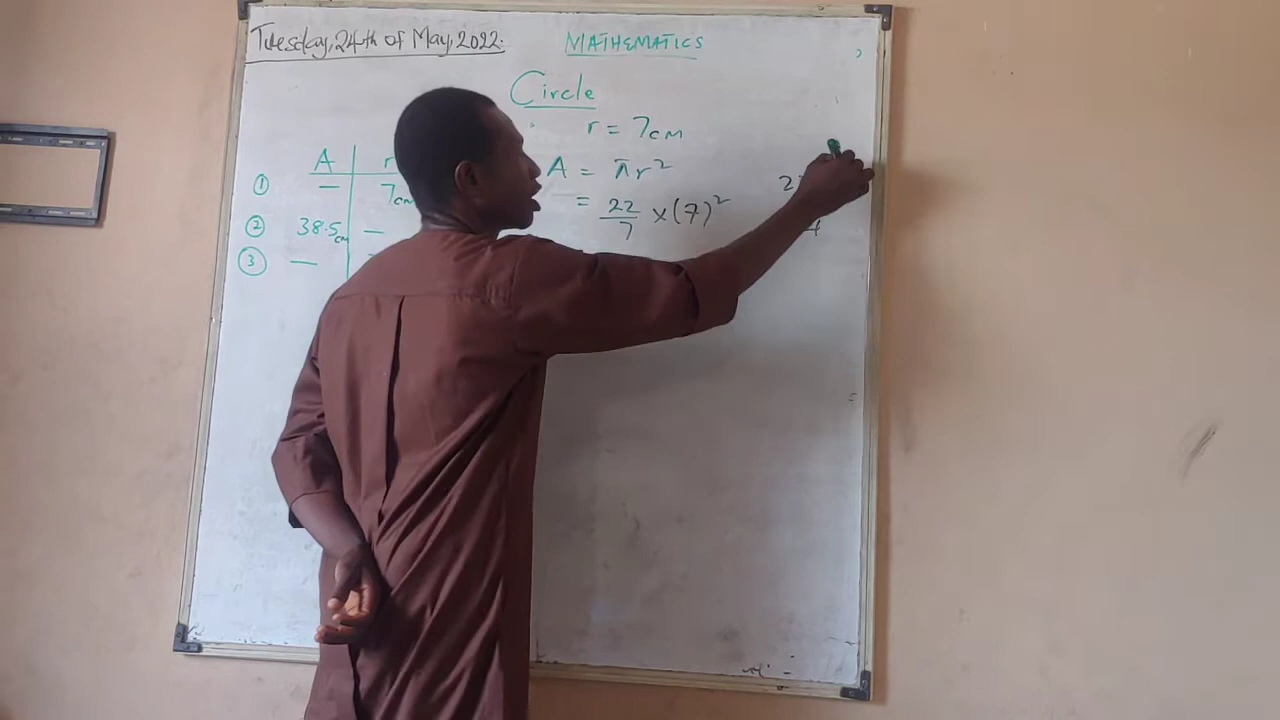 Tuesday, 24th of May, 2022.
MATHEMATICS
Circle
r = 7cm
A r
① — 7cm
② 38.5cm —
③ —
A = πr²
= 22/7 x (7)²